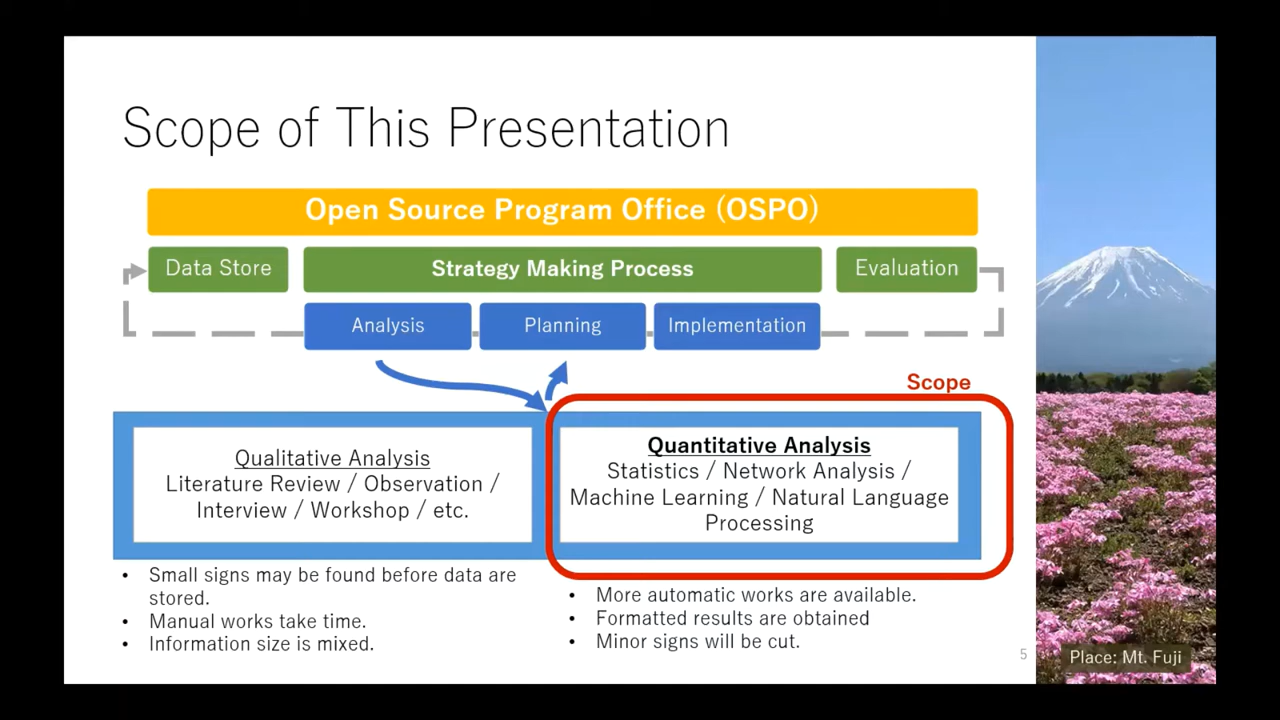 Scope of This Presentation
Open Source Program Office (OSPO)
Data Store
Strategy Making Process
Evaluation
Analysis
Planning
Implementation
Scope
Qualitative Analysis
Literature Review / Observation /
Interview / Workshop / etc.
Quantitative Analysis
Statistics / Network Analysis /
Machine Learning / Natural Language
Processing
• Small signs may be found before data are
stored.
• Manual works take time.
• Information size is mixed.
• More automatic works are available.
• Formatted results are obtained
• Minor signs will be cut.
5
Place: Mt. Fuji